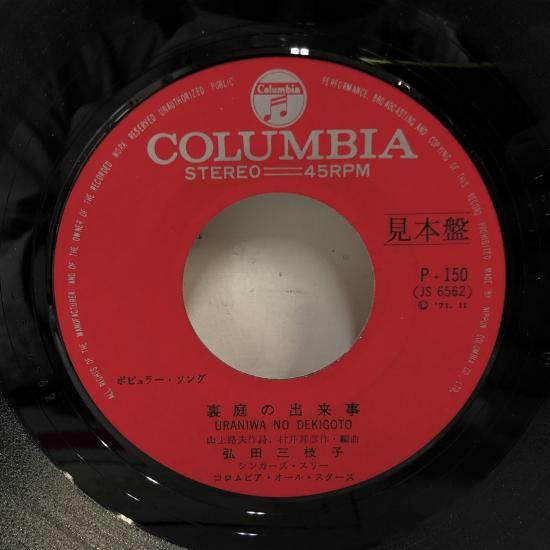 ALL RIGHTS OF THE MANUFACTURER AND OF THE OWNER OF THE RECORDED WORK RESERVED UNAUTHORIZED PUBLIC PERFORMANCE, BROADCASTING AND COPYING OF THIS RECORD PROHIBITED MADE BY NIPPON COLUMBIA CO., LTD.
Columbia
COLUMBIA
STEREO 45RPM
見本盤
P-150
(JS 6562)
© '71. 11
ポピュラー・ソング
裏庭の出来事
URANIWA NO DEKIGOTO
山上路夫作詩, 村井邦彦作・編曲
弘田三枝子
シンガーズ・スリー
コロムビア・オール・スターズ